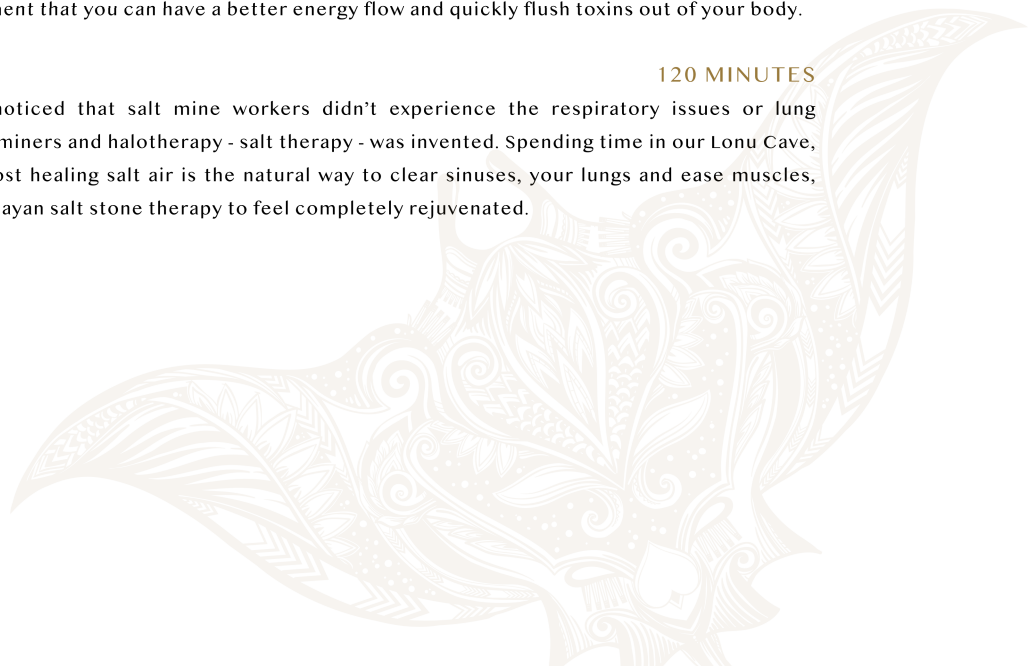 ent that you can have a better energy flow and quickly flush toxins out of your body.
120 MINUTES
noticed that salt mine workers didn’t experience the respiratory issues or lung
miners and halotherapy - salt therapy - was invented. Spending time in our Lonu Cave,
ost healing salt air is the natural way to clear sinuses, your lungs and ease muscles,
ayan salt stone therapy to feel completely rejuvenated.